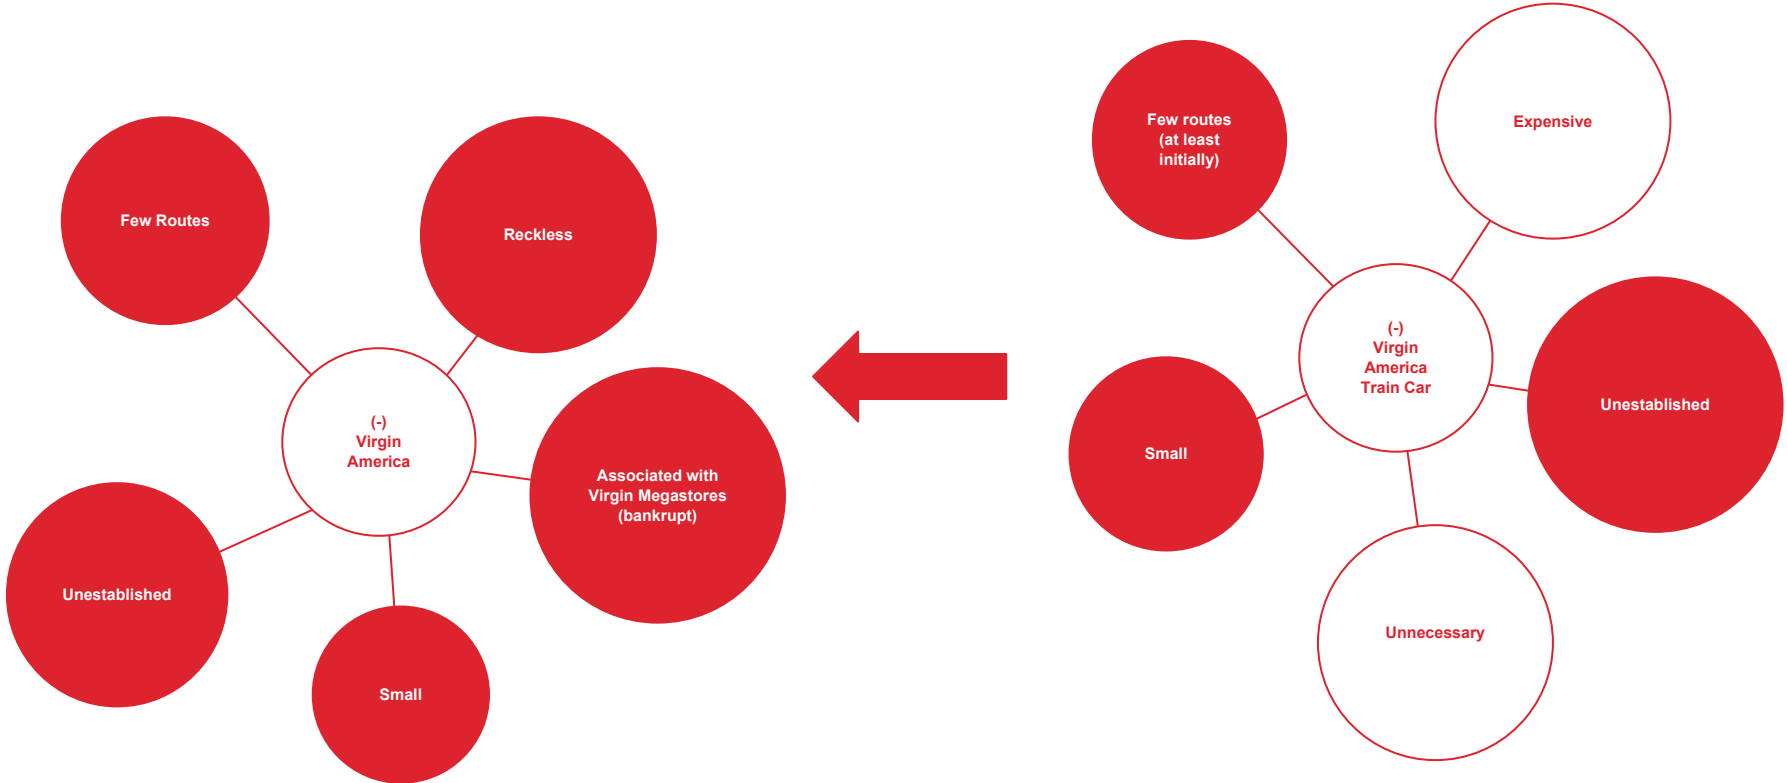 Few Routes
Reckless
(-)
Virgin
America
Associated with
Virgin Megastores
(bankrupt)
Unestablished
Small
Few routes
(at least
initially)
Expensive
(-)
Virgin
America
Train Car
Unestablished
Small
Unnecessary